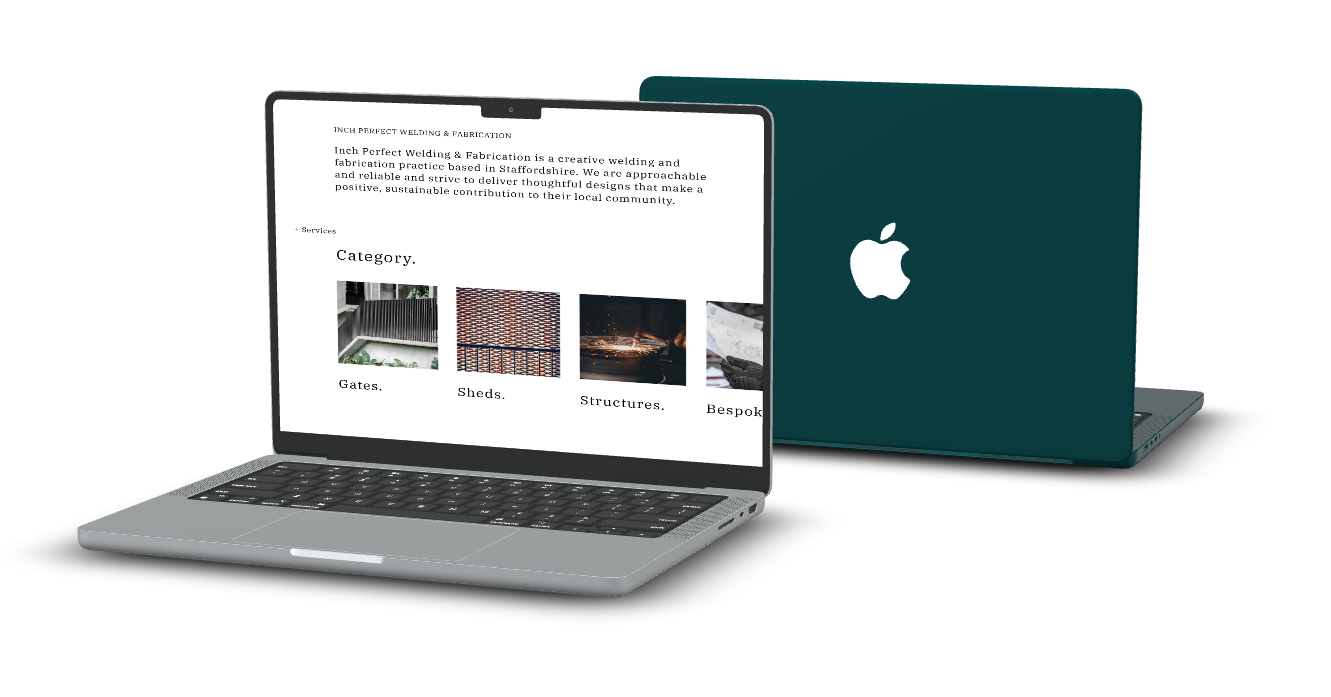 INCH PERFECT WELDING & FABRICATION
Inch Perfect Welding & Fabrication is a creative welding and
fabrication practice based in Staffordshire. We are approachable
and reliable and strive to deliver thoughtful designs that make a
positive, sustainable contribution to their local community.
+ Services
Category.
Gates.
Sheds.
Structures.
Bespok